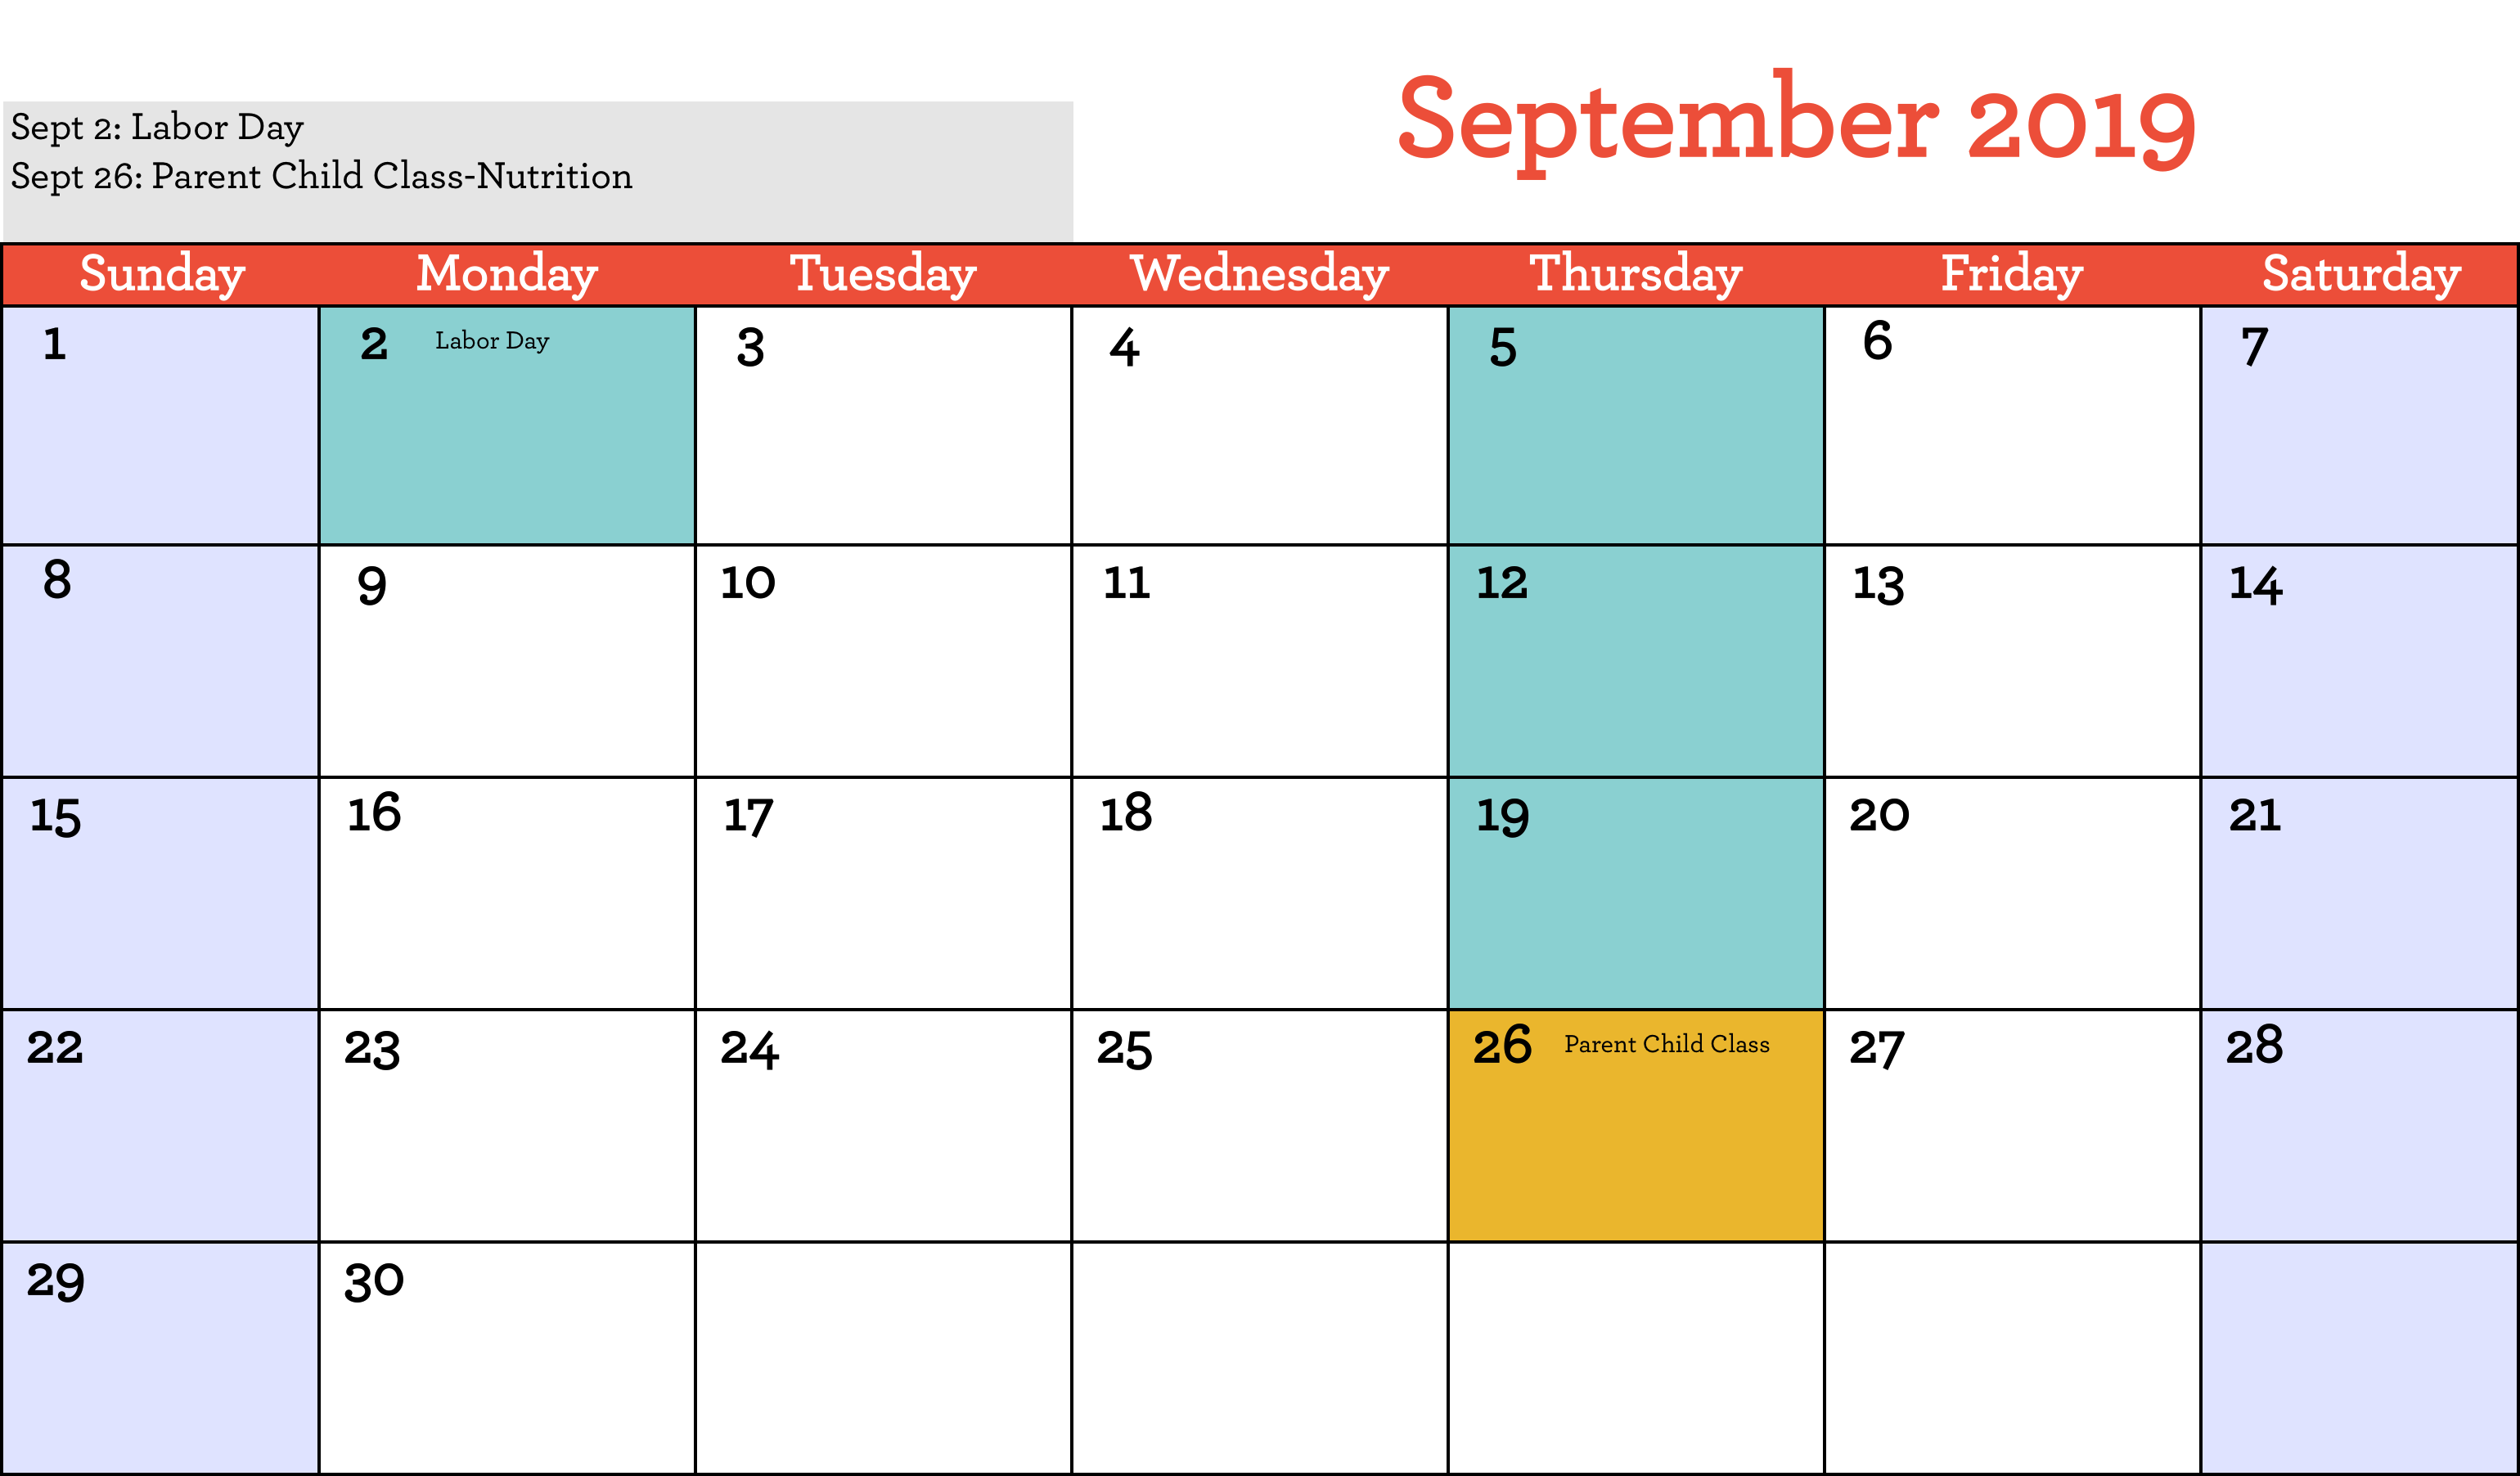 September 2019
Sept 2: Labor Day
Sept 26: Parent Child Class-Nutrition
Sunday Monday Tuesday Wednesday Thursday Friday Saturday
1 2 Labor Day 3 4 5 6 7
8 9 10 11 12 13 14
15 16 17 18 19 20 21
22 23 24 25 26 Parent Child Class 27 28
29 30